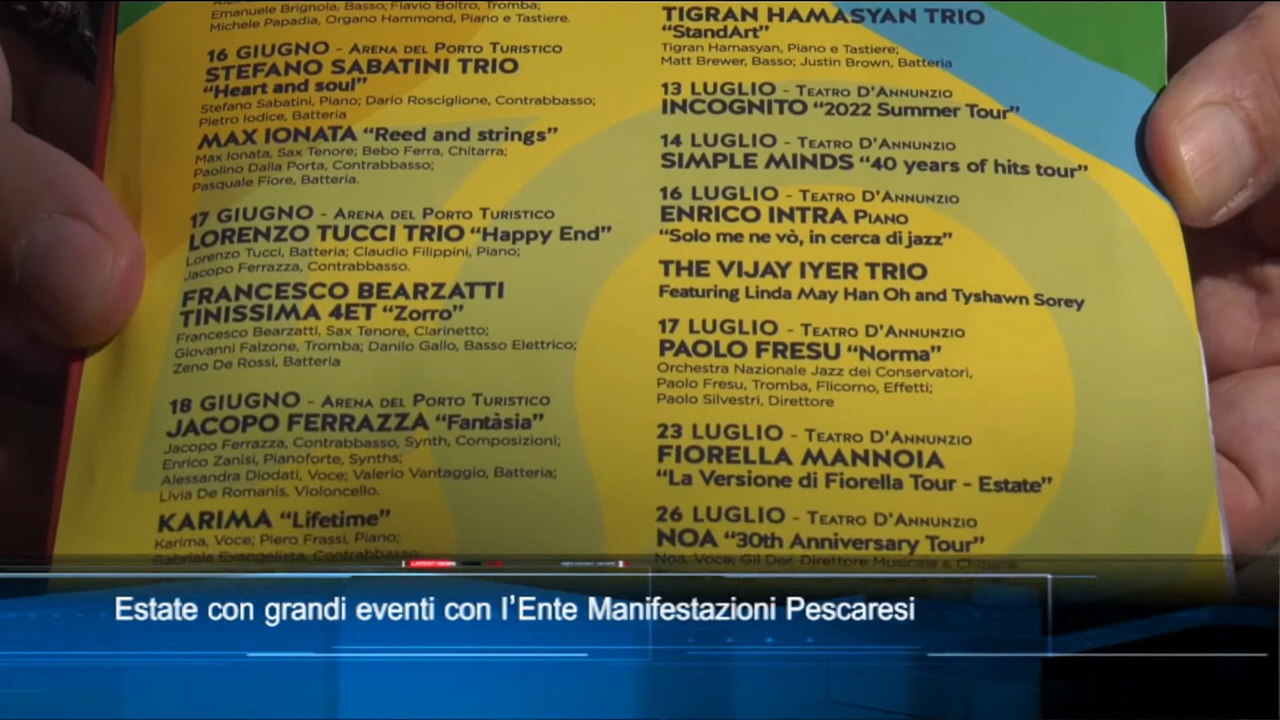 Emanuele Brignola, Basso; Flavio Boltro, Tromba;
Michele Papadia, Organo Hammond, Piano e Tastiere.
16 GIUGNO - ARENA DEL PORTO TURISTICO
STEFANO SABATINI TRIO
“Heart and soul”
Stefano Sabatini, Piano; Dario Rosciglione, Contrabbasso;
Pietro Iodice, Batteria
MAX IONATA “Reed and strings”
Max Ionata, Sax Tenore; Bebo Ferra, Chitarra;
Paolino Dalla Porta, Contrabbasso;
Pasquale Fiore, Batteria.
17 GIUGNO - ARENA DEL PORTO TURISTICO
LORENZO TUCCI TRIO “Happy End”
Lorenzo Tucci, Batteria; Claudio Filippini, Piano;
Jacopo Ferrazza, Contrabbasso.
FRANCESCO BEARZATTI
TINISSIMA 4ET “Zorro”
Francesco Bearzatti, Sax Tenore, Clarinetto;
Giovanni Falzone, Tromba; Danilo Gallo, Basso Elettrico;
Zeno De Rossi, Batteria
18 GIUGNO - ARENA DEL PORTO TURISTICO
JACOPO FERRAZZA “Fantàsia”
Jacopo Ferrazza, Contrabbasso, Synth, Composizioni;
Enrico Zanisi, Pianoforte, Synths;
Alessandra Diodati, Voce; Valerio Vantaggio, Batteria;
Livia De Romanis, Violoncello.
KARIMA “Lifetime”
Karima, Voce; Piero Frassi, Piano;
Gabriele Evangelista, Contrabbasso
TIGRAN HAMASYAN TRIO
“StandArt”
Tigran Hamasyan, Piano e Tastiere;
Matt Brewer, Basso; Justin Brown, Batteria
13 LUGLIO - TEATRO D'ANNUNZIO
INCOGNITO “2022 Summer Tour”
14 LUGLIO - TEATRO D'ANNUNZIO
SIMPLE MINDS “40 years of hits tour”
16 LUGLIO - TEATRO D'ANNUNZIO
ENRICO INTRA PIANO
“Solo me ne vò, in cerca di jazz”
THE VIJAY IYER TRIO
Featuring Linda May Han Oh and Tyshawn Sorey
17 LUGLIO - TEATRO D'ANNUNZIO
PAOLO FRESU “Norma”
Orchestra Nazionale Jazz dei Conservatori,
Paolo Fresu, Tromba, Flicorno, Effetti;
Paolo Silvestri, Direttore
23 LUGLIO - TEATRO D'ANNUNZIO
FIORELLA MANNOIA
“La Versione di Fiorella Tour - Estate”
26 LUGLIO - TEATRO D'ANNUNZIO
NOA “30th Anniversary Tour”
Noa, Voce; Gil Dor, Direttore Musicale e Chitarra
LATEST NEWS
Estate con grandi eventi con l'Ente Manifestazioni Pescaresi